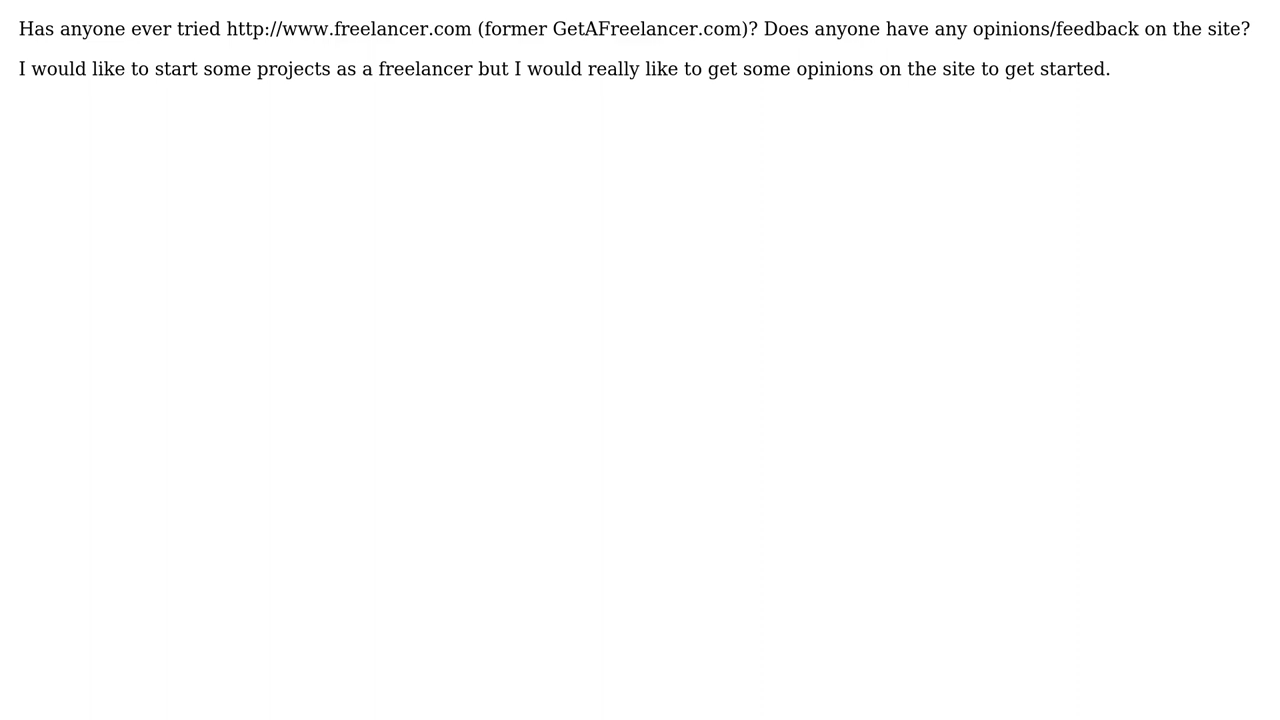 Has anyone ever tried http://www.freelancer.com (former GetAFreelancer.com)? Does anyone have any opinions/feedback on the site?
I would like to start some projects as a freelancer but I would really like to get some opinions on the site to get started.